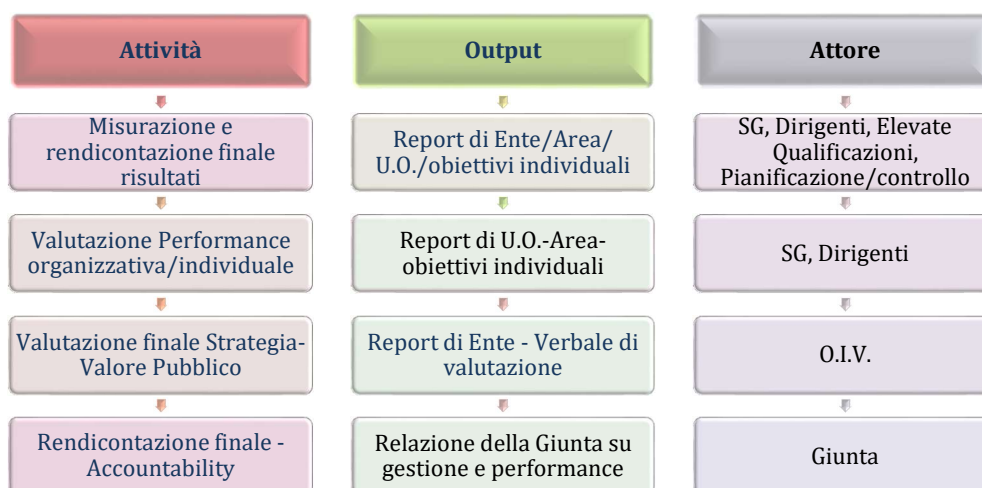 Attività
Output
Attore
Misurazione e
rendicontazione finale
risultati
Report di Ente/Area/
U.O./obiettivi individuali
SG, Dirigenti, Elevate
Qualificazioni,
Pianificazione/controllo
Valutazione Performance
organizzativa/individuale
Report di U.O.-Area-
obiettivi individuali
SG, Dirigenti
Valutazione finale Strategia-
Valore Pubblico
Report di Ente - Verbale di
valutazione
O.I.V.
Rendicontazione finale -
Accountability
Relazione della Giunta su
gestione e performance
Giunta